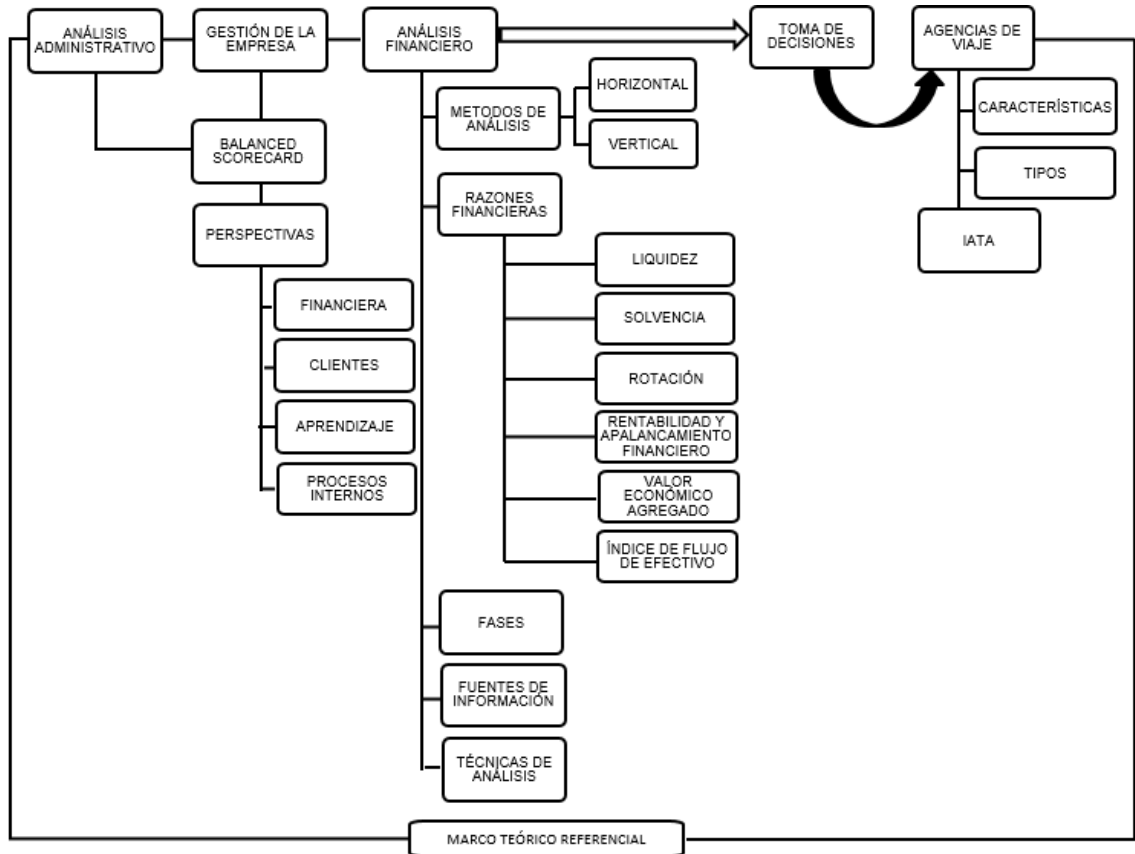 ANÁLISIS
ADMINISTRATIVO
GESTIÓN DE LA
EMPRESA
ANÁLISIS
FINANCIERO
TOMA DE
DECISIONES
AGENCIAS DE
VIAJE
BALANCED
SCORECARD
PERSPECTIVAS
FINANCIERA
CLIENTES
APRENDIZAJE
PROCESOS
INTERNOS
METODOS DE
ANÁLISIS
HORIZONTAL
VERTICAL
RAZONES
FINANCIERAS
LIQUIDEZ
SOLVENCIA
ROTACIÓN
RENTABILIDAD Y
APALANCAMIENTO
FINANCIERO
VALOR
ECONÓMICO
AGREGADO
ÍNDICE DE FLUJO
DE EFECTIVO
FASES
FUENTES DE
INFORMACIÓN
TÉCNICAS DE
ANÁLISIS
CARACTERÍSTICAS
TIPOS
IATA
MARCO TEÓRICO REFERENCIAL